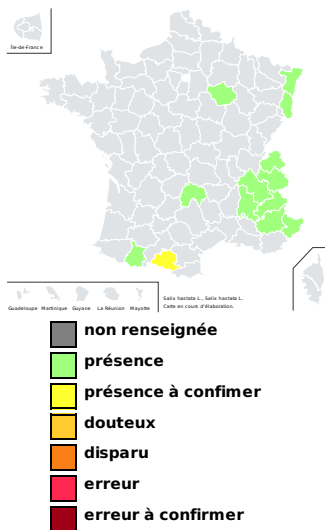 Île-de-France
Guadeloupe Martinique Guyane La Réunion Mayotte
Salix hastata L., Salix hastata L.
Carte en cours d'élaboration.
non renseignée
présence
présence à confimer
douteux
disparu
erreur
erreur à confirmer